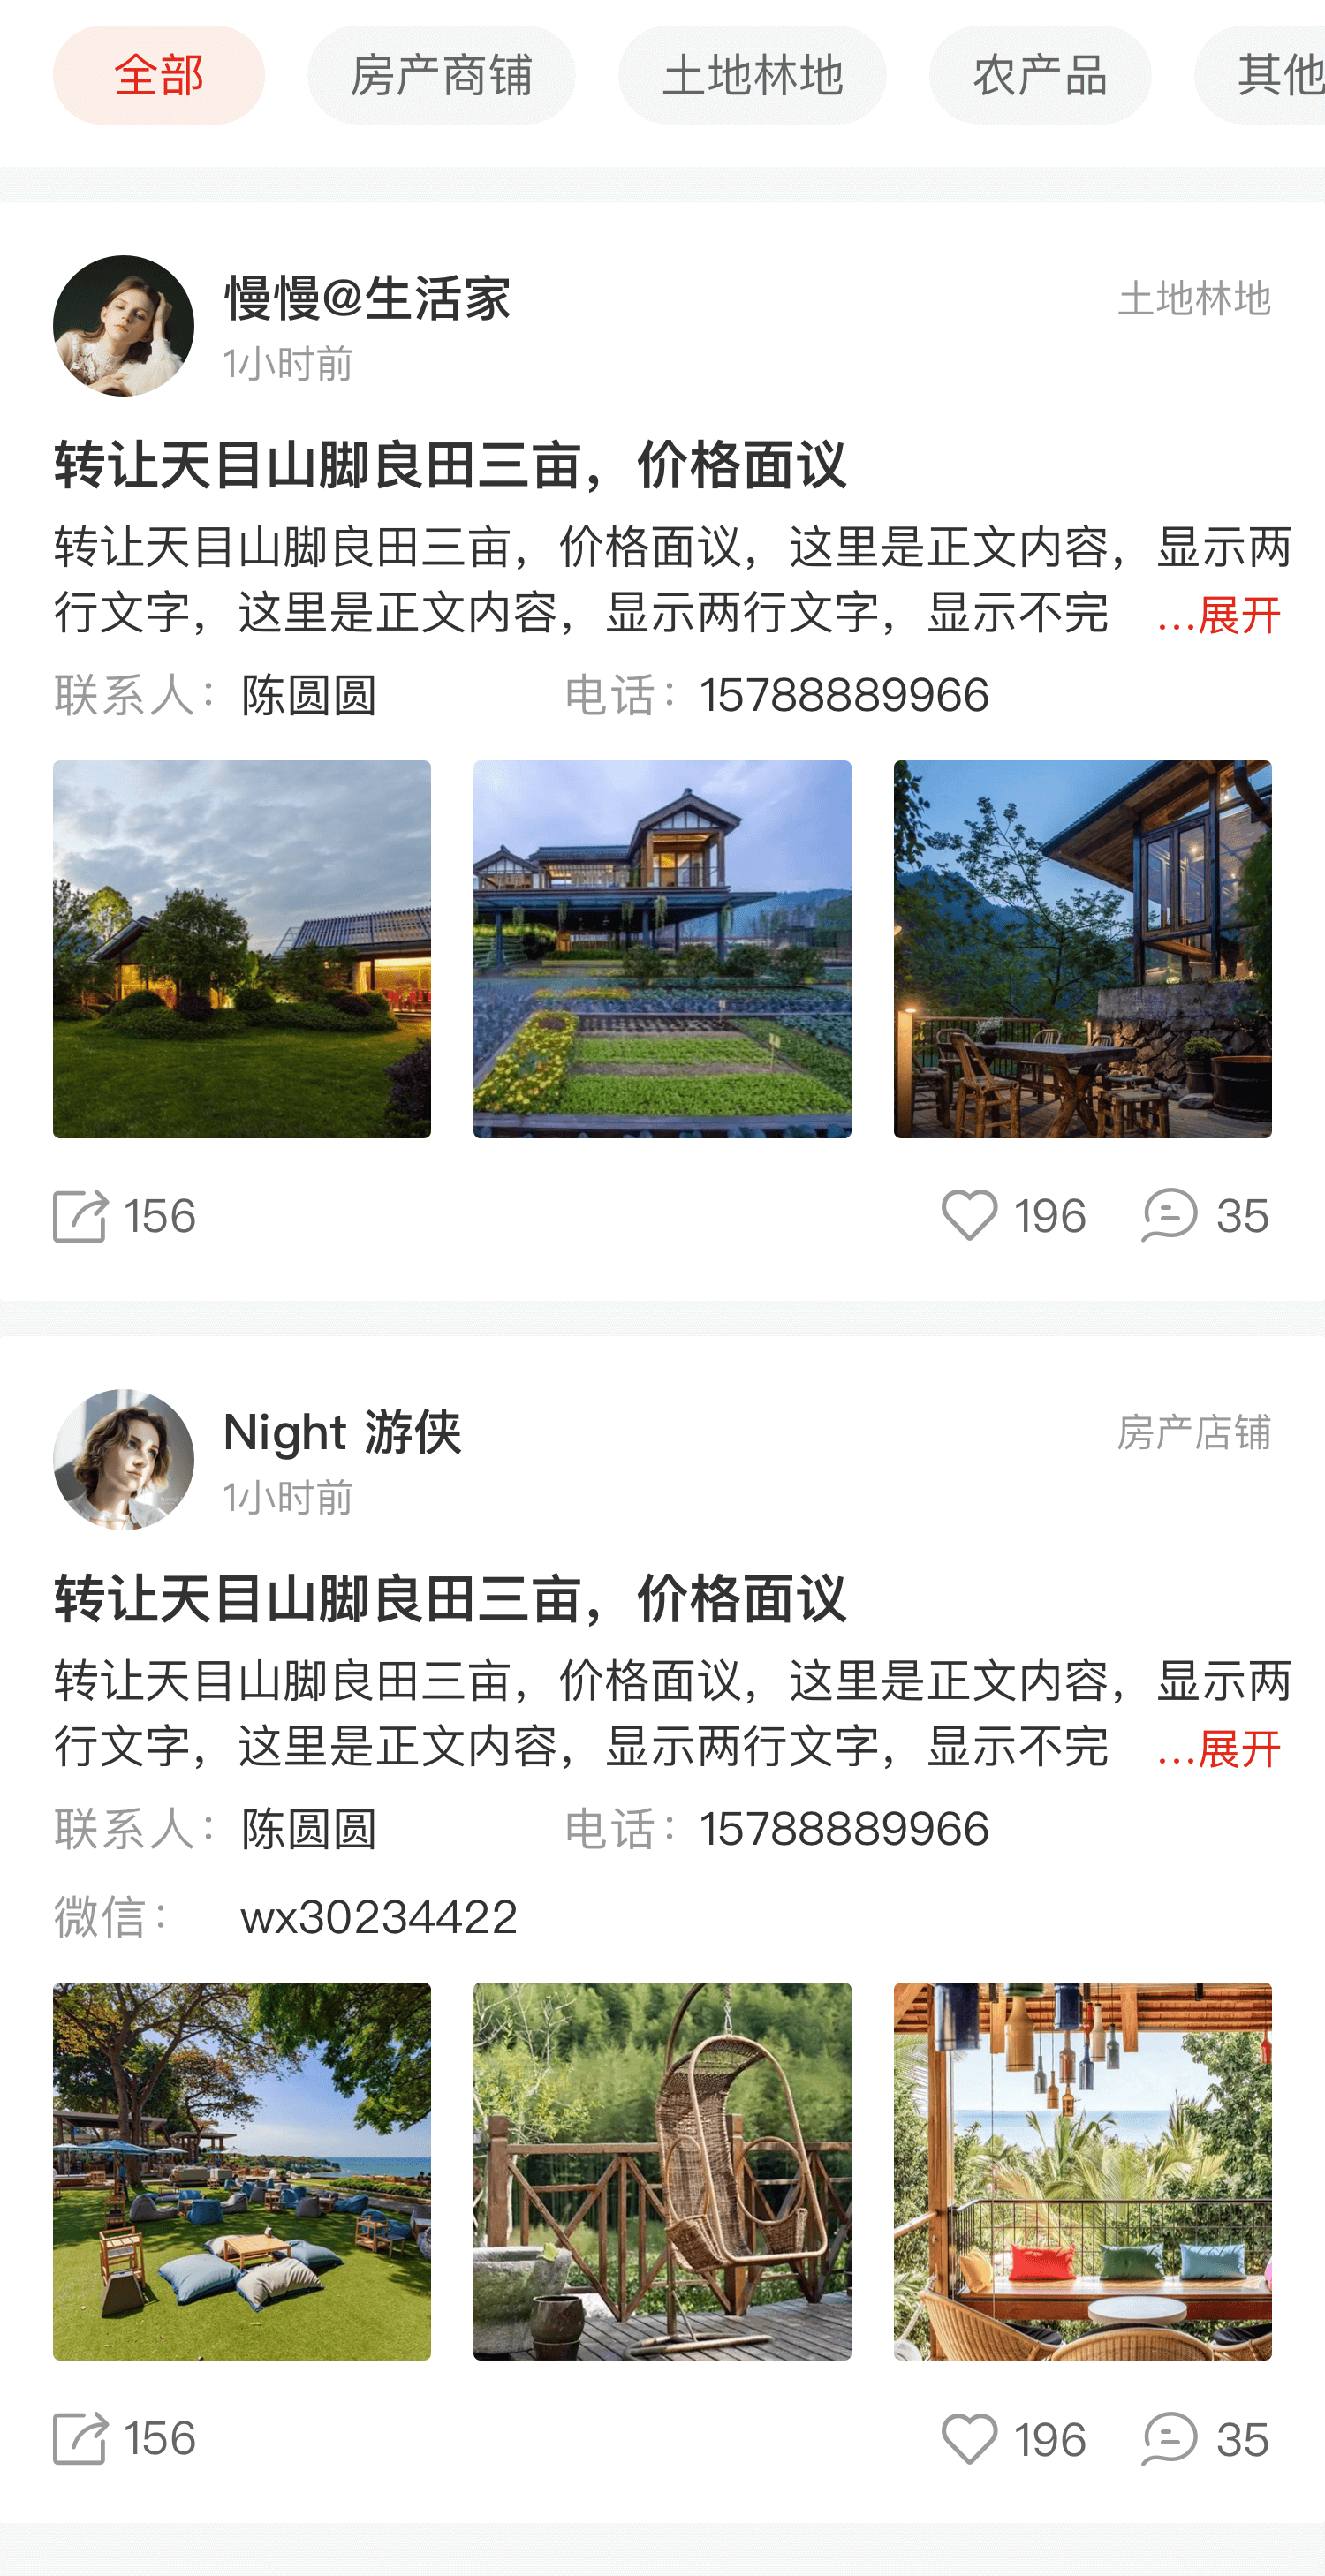 全部 房产商铺 土地林地 农产品 其他
慢慢@生活家 土地林地
1小时前
转让天目山脚良田三亩，价格面议
转让天目山脚良田三亩，价格面议，这里是正文内容，显示两
行文字，这里是正文内容，显示两行文字，显示不完 ...展开
联系人：陈圆圆 电话：15788889966
156 196 35
Night 游侠 房产店铺
1小时前
转让天目山脚良田三亩，价格面议
转让天目山脚良田三亩，价格面议，这里是正文内容，显示两
行文字，这里是正文内容，显示两行文字，显示不完 ...展开
联系人：陈圆圆 电话：15788889966
微信： wx30234422
156 196 35